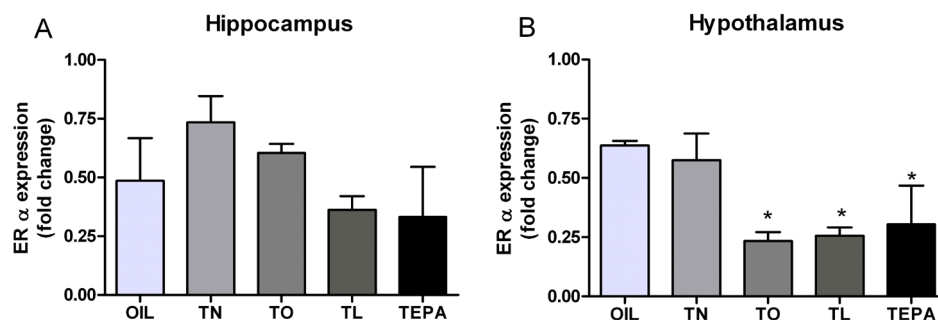 A
Hippocampus
ER α expression
(fold change)
1.00
0.75
0.50
0.25
0.00
OIL TN TO TL TEPA
B
Hypothalamus
ER α expression
(fold change)
1.00
0.75
0.50
0.25
0.00
* * *
OIL TN TO TL TEPA